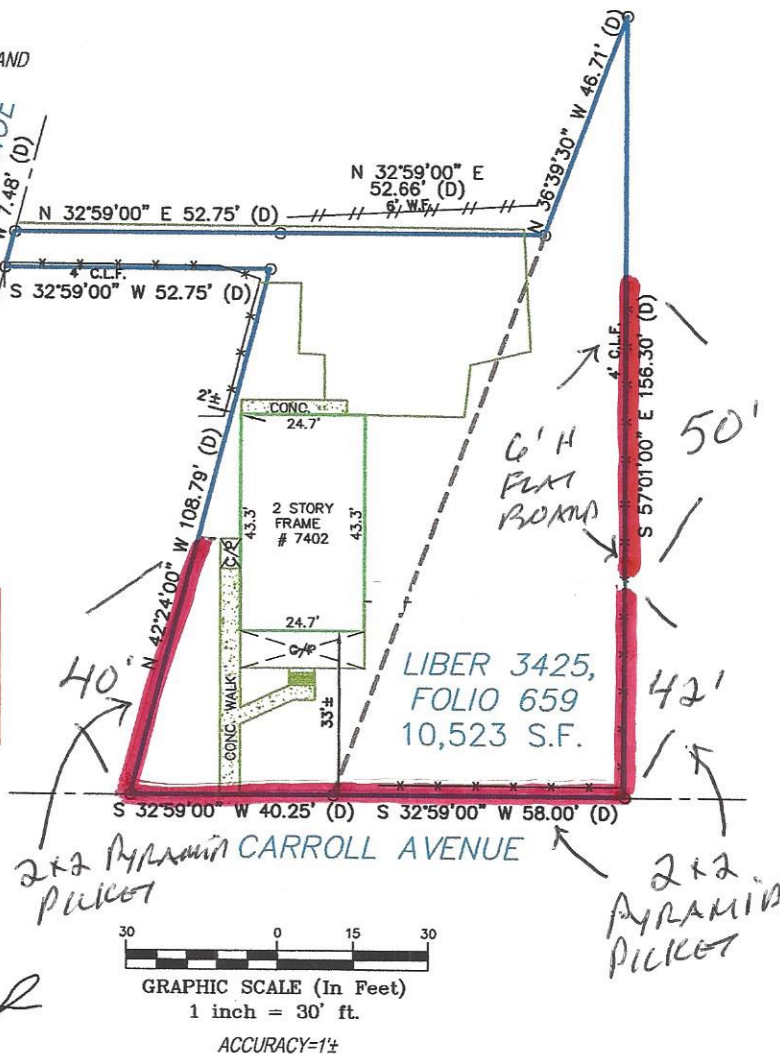 AND
7.48' (D)
N 36°39'30" W 46.71' (D)
N 32°59'00" E
52.66' (D)
6' W.F.
N 32°59'00" E 52.75' (D)
4' C.L.F.
S 32°59'00" W 52.75' (D)
2'±
N 42°24'00" W 108.79' (D)
CONC.
24.7'
43.3'
2 STORY
FRAME
# 7402
43.3'
C/P
24.7'
C/P
CONC. WALK
33'±
4' C.L.F.
S 57°01'00" E 156.30' (D)
50'
6' H
FLAT
BOARD
LIBER 3425,
FOLIO 659
10,523 S.F.
40'
42'
S 32°59'00" W 40.25' (D)
S 32°59'00" W 58.00' (D)
CARROLL AVENUE
2x2 PYRAMID
PICKET
2x2
PYRAMID
PICKET
30 0 15 30
GRAPHIC SCALE (In Feet)
1 inch = 30' ft.
ACCURACY=1'±